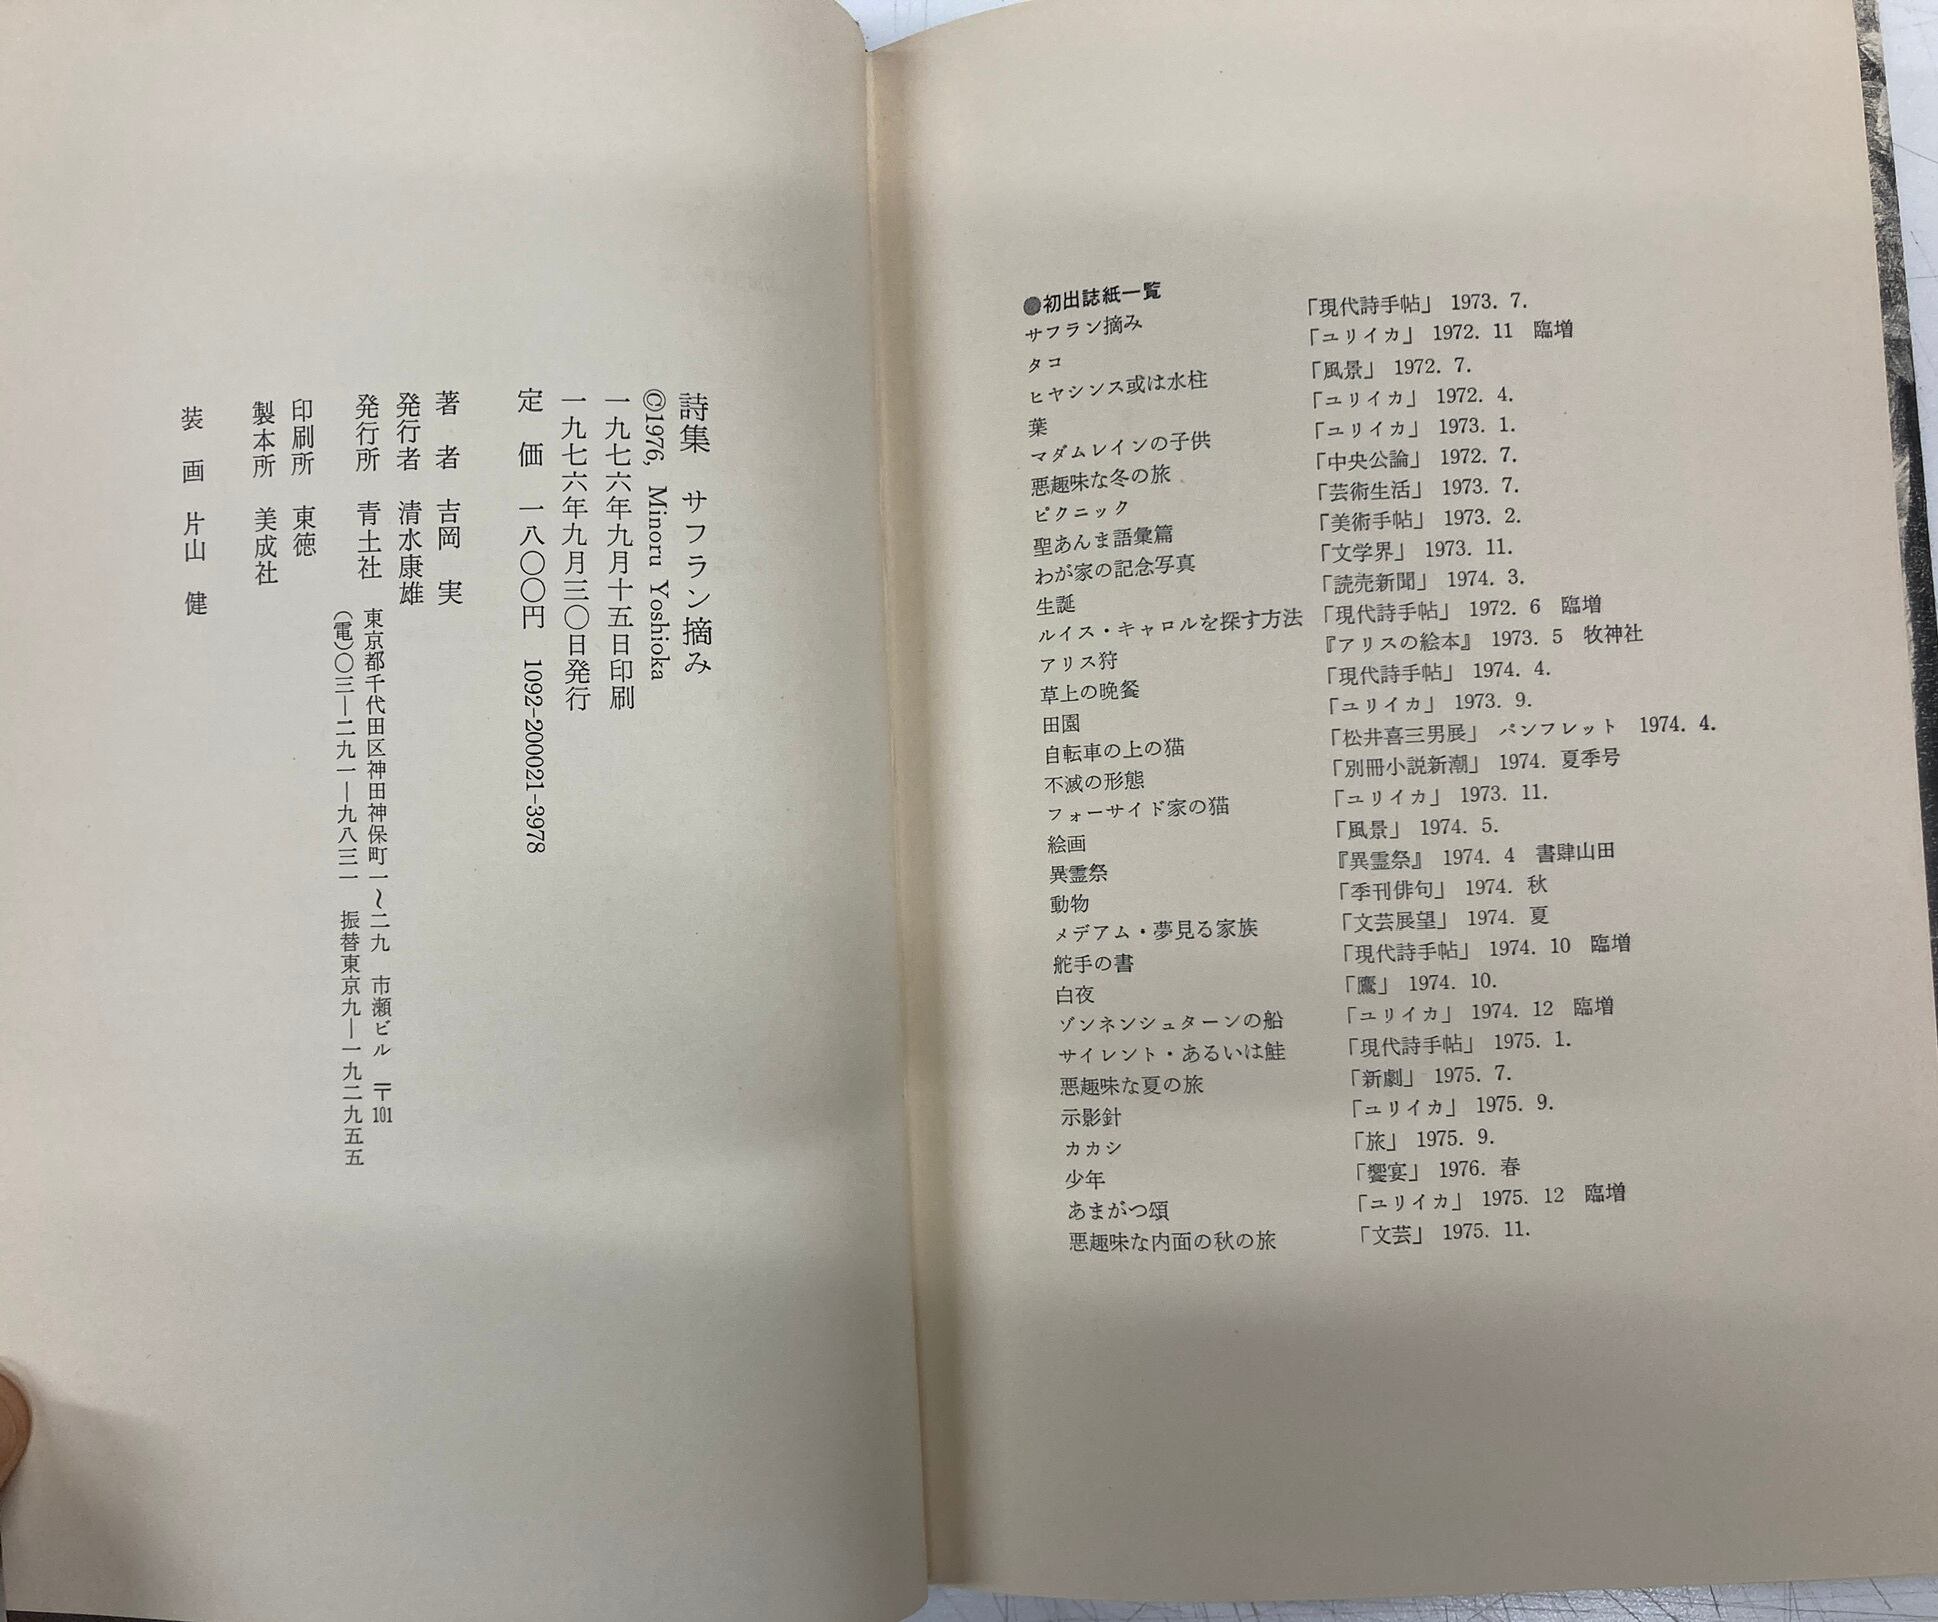 ●初出誌紙一覧
サフラン摘み 「現代詩手帖」 1973. 7.
タコ 「ユリイカ」 1972. 11 臨増
ヒヤシンス或は水柱 「風景」 1972. 7.
葉 「ユリイカ」 1972. 4.
マダムレインの子供 「ユリイカ」 1973. 1.
悪趣味な冬の旅 「中央公論」 1972. 7.
ピクニック 「芸術生活」 1973. 7.
聖あんま語彙篇 「美術手帖」 1973. 2.
わが家の記念写真 「文学界」 1973. 11.
生誕 「読売新聞」 1974. 3.
ルイス・キャロルを探す方法 「現代詩手帖」 1972. 6 臨増
アリス狩 『アリスの絵本』 1973. 5 牧神社
草上の晩餐 「現代詩手帖」 1974. 4.
田園 「ユリイカ」 1973. 9.
自転車の上の猫 「松井喜三男展」 パンフレット 1974. 4.
不滅の形態 「別冊小説新潮」 1974. 夏季号
フォーサイド家の猫 「ユリイカ」 1973. 11.
絵画 「風景」 1974. 5.
異霊祭 『異霊祭』 1974. 4 書肆山田
動物 「季刊俳句」 1974. 秋
メデアム・夢見る家族 「文芸展望」 1974. 夏
舵手の書 「現代詩手帖」 1974. 10 臨増
白夜 「鷹」 1974. 10.
ゾンネンシュターンの船 「ユリイカ」 1974. 12 臨増
サイレント・あるいは鮭 「現代詩手帖」 1975. 1.
悪趣味な夏の旅 「新劇」 1975. 7.
示影針 「ユリイカ」 1975. 9.
カカシ 「旅」 1975. 9.
少年 「饗宴」 1976. 春
あまがつ頌 「ユリイカ」 1975. 12 臨増
悪趣味な内面の秋の旅 「文芸」 1975. 11.
詩集 サフラン摘み
©1976, Minoru Yoshioka
一九七六年九月十五日印刷
一九七六年九月三〇日発行
定 価 一八〇〇円 1092-200021-3978
著 者 吉岡 実
発行者 清水康雄
発行所 青土社
東京都千代田区神田神保町一〜二九 市瀬ビル 〒101
(電)〇三―二九一―九八三一 振替東京九―一九二九五五
印刷所 東徳
製本所 美成社
装 画 片山 健